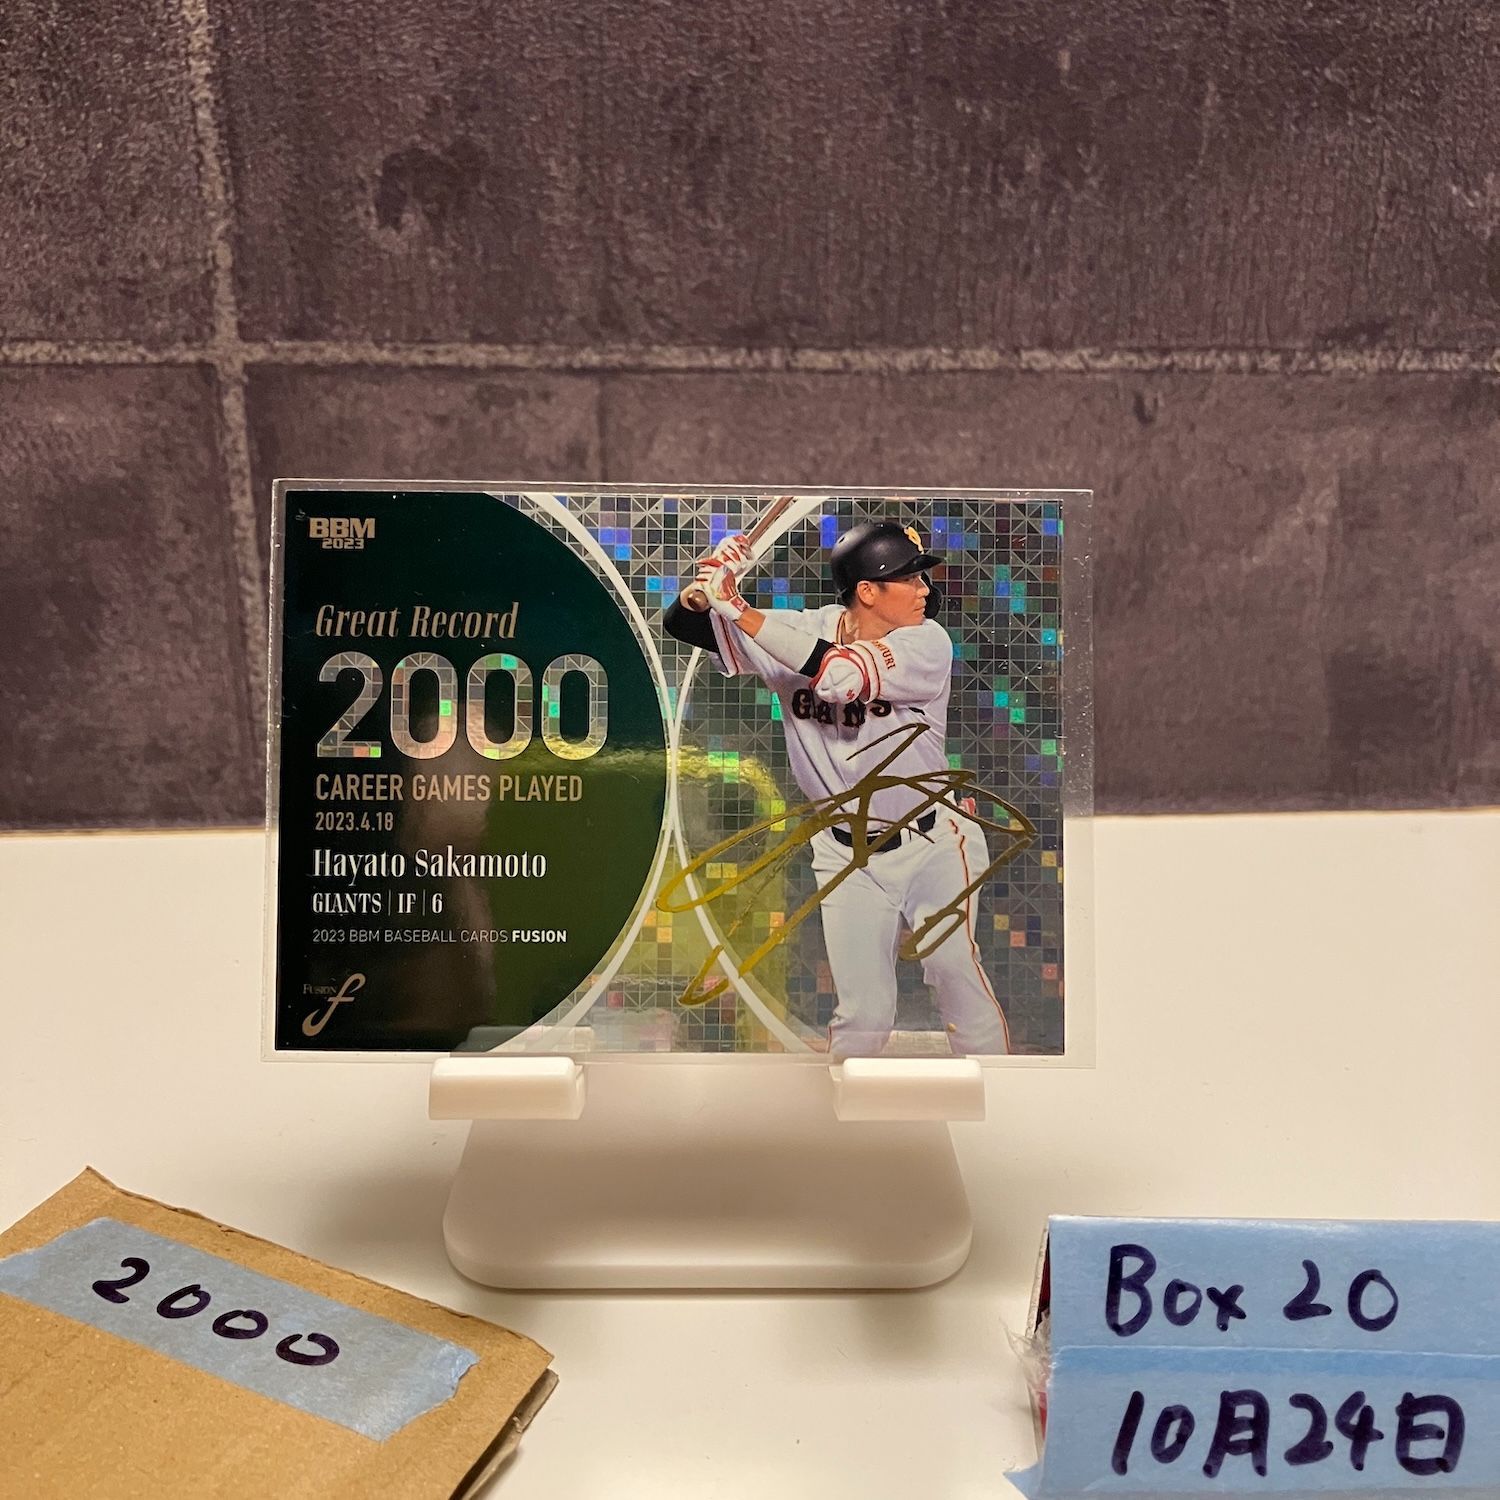 BBM
2023
Great Record
2000
CAREER GAMES PLAYED
2023.4.18
Hayato Sakamoto
GIANTS | IF | 6
2023 BBM BASEBALL CARDS FUSION
FUSION f
GIANTS
2000
Box 20
10月24日